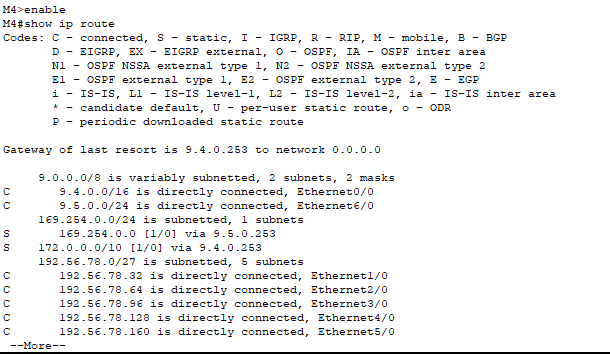 M4>enable
M4#show ip route
Codes: C - connected, S - static, I - IGRP, R - RIP, M - mobile, B - BGP
D - EIGRP, EX - EIGRP external, O - OSPF, IA - OSPF inter area
N1 - OSPF NSSA external type 1, N2 - OSPF NSSA external type 2
E1 - OSPF external type 1, E2 - OSPF external type 2, E - EGP
i - IS-IS, L1 - IS-IS level-1, L2 - IS-IS level-2, ia - IS-IS inter area
* - candidate default, U - per-user static route, o - ODR
P - periodic downloaded static route
Gateway of last resort is 9.4.0.253 to network 0.0.0.0
9.0.0.0/8 is variably subnetted, 2 subnets, 2 masks
C 9.4.0.0/16 is directly connected, Ethernet0/0
C 9.5.0.0/24 is directly connected, Ethernet6/0
169.254.0.0/24 is subnetted, 1 subnets
S 169.254.0.0 [1/0] via 9.5.0.253
S 172.0.0.0/10 [1/0] via 9.4.0.253
192.56.78.0/27 is subnetted, 5 subnets
C 192.56.78.32 is directly connected, Ethernet1/0
C 192.56.78.64 is directly connected, Ethernet2/0
C 192.56.78.96 is directly connected, Ethernet3/0
C 192.56.78.128 is directly connected, Ethernet4/0
C 192.56.78.160 is directly connected, Ethernet5/0
--More--